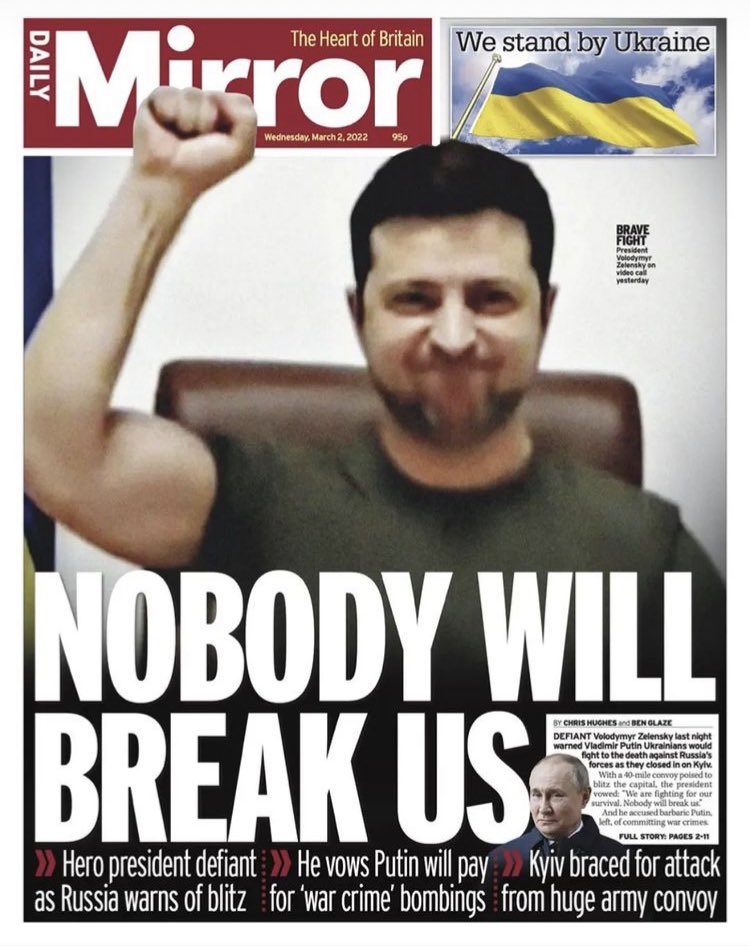 DAILY
Mirror
The Heart of Britain
Wednesday, March 2, 2022 95p
We stand by Ukraine
BRAVE
FIGHT
President
Volodymyr
Zelensky on
video call
yesterday
NOBODY WILL
BREAK US
BY CHRIS HUGHES and BEN GLAZE
DEFIANT Volodymyr Zelensky last night
warned Vladimir Putin Ukrainians would
fight to the death against Russia's
forces as they closed in on Kyiv.
With a 40-mile convoy poised to
blitz the capital, the president
vowed: "We are fighting for our
survival. Nobody will break us."
And he accused barbaric Putin,
left, of committing war crimes.
FULL STORY: PAGES 2-11
» Hero president defiant
as Russia warns of blitz
» He vows Putin will pay
for 'war crime' bombings
» Kyiv braced for attack
from huge army convoy